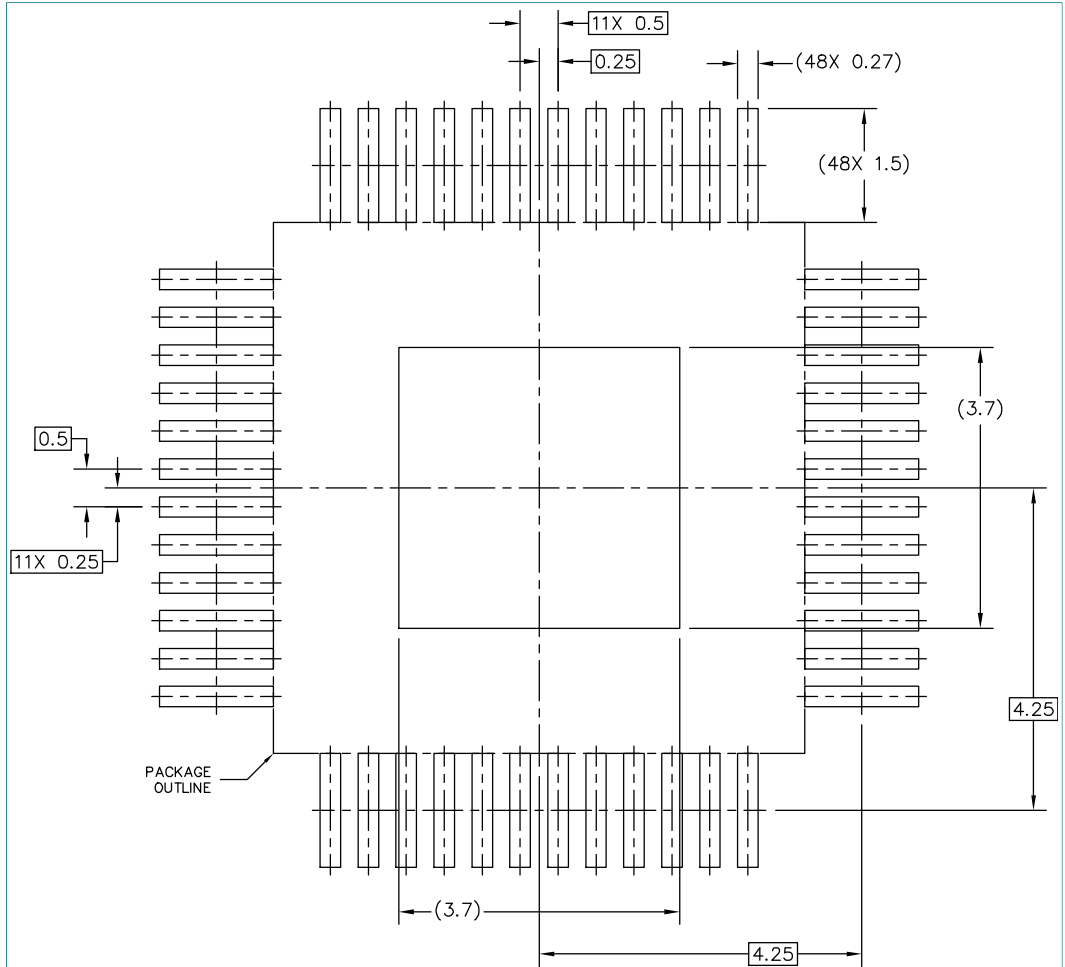 11X 0.5
0.25
(48X 0.27)
(48X 1.5)
(3.7)
0.5
11X 0.25
4.25
PACKAGE
OUTLINE
(3.7)
4.25